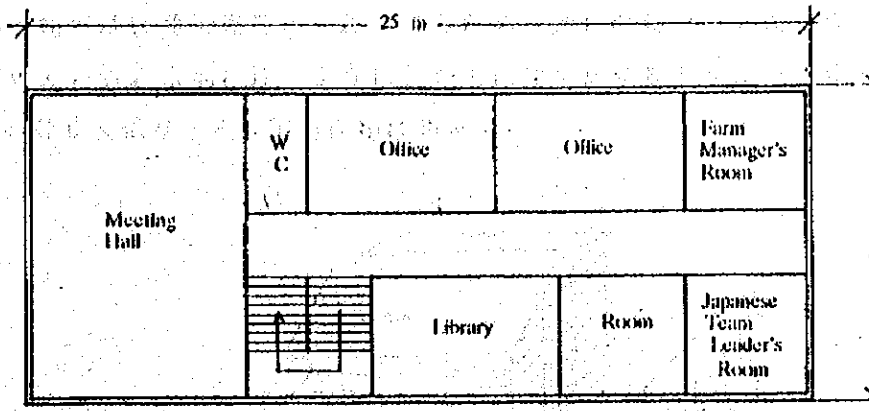 25 m
W
C
Office
Office
Farm
Manager's
Room
Meeting
Hall
Library
Room
Japanese
Team
Leader's
Room